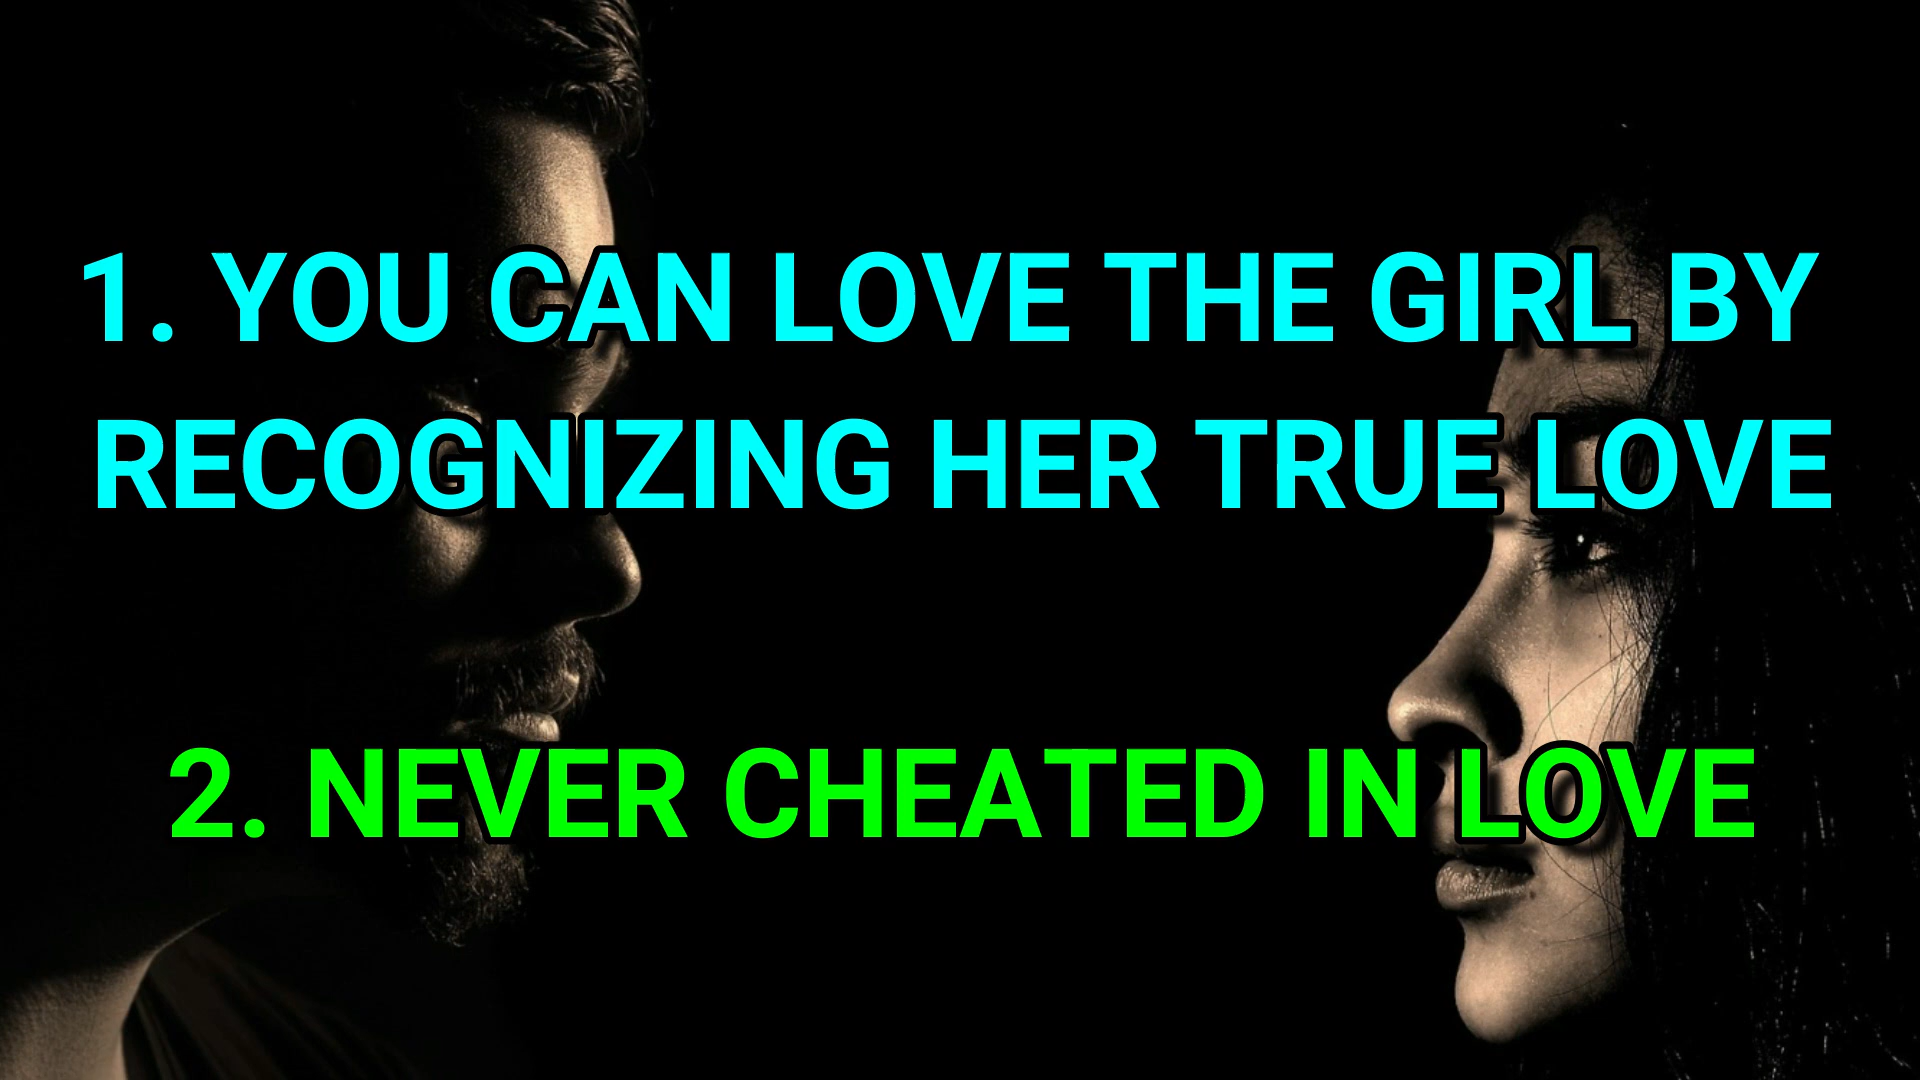 1. YOU CAN LOVE THE GIRL BY
RECOGNIZING HER TRUE LOVE
2. NEVER CHEATED IN LOVE